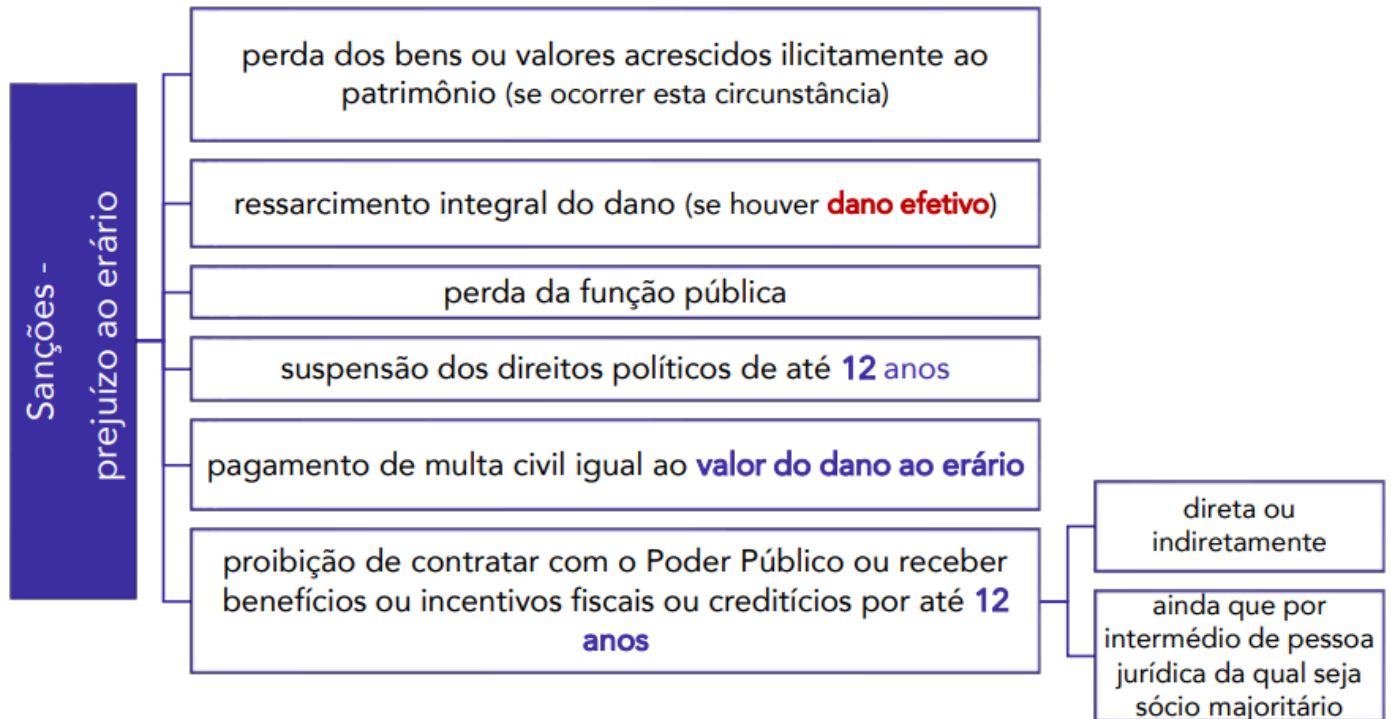 Sanções -
prejuízo ao erário
perda dos bens ou valores acrescidos ilicitamente ao
patrimônio (se ocorrer esta circunstância)
ressarcimento integral do dano (se houver dano efetivo)
perda da função pública
suspensão dos direitos políticos de até 12 anos
pagamento de multa civil igual ao valor do dano ao erário
proibição de contratar com o Poder Público ou receber
benefícios ou incentivos fiscais ou creditícios por até 12
anos
direta ou
indiretamente
ainda que por
intermédio de pessoa
jurídica da qual seja
sócio majoritário